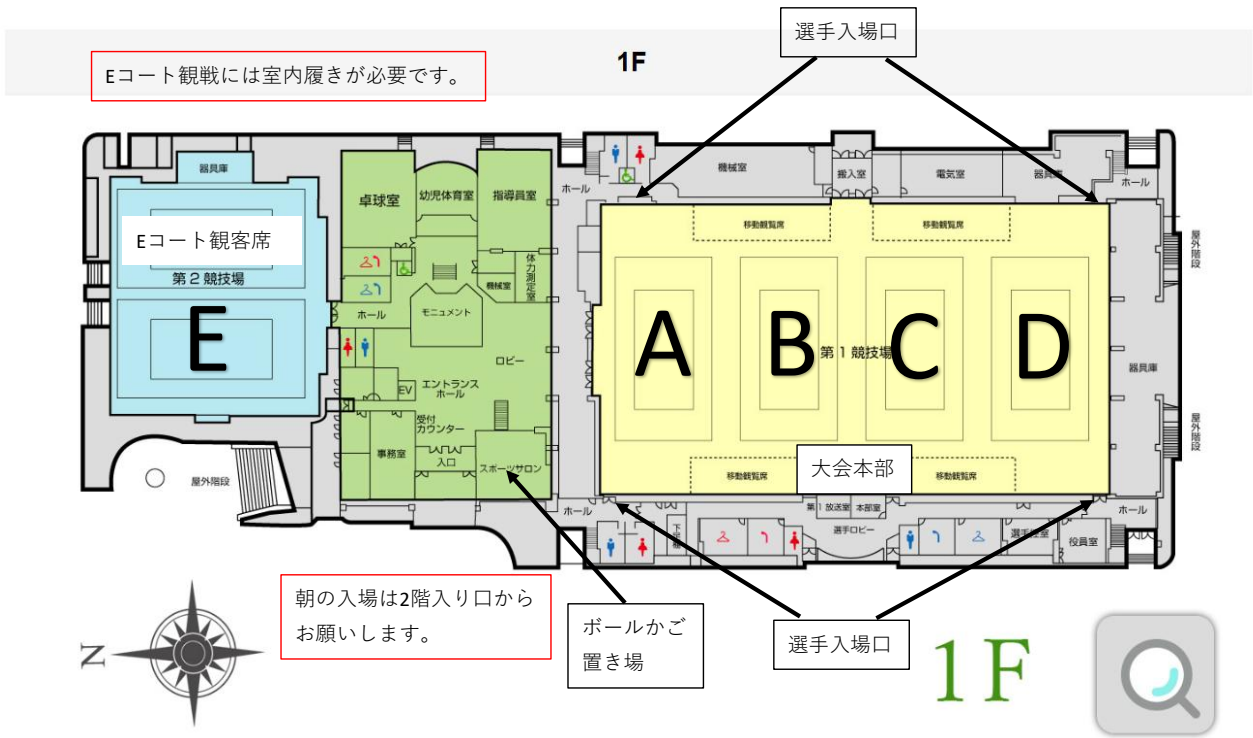 選手入場口
1F
Eコート観戦には室内履きが必要です。
器具庫
Eコート観客席
第2競技場
E
卓球室
幼児体育室
指導員室
体力測定室
機械室
モニュメント
ホール
ロビー
EV
エントランス
ホール
受付
カウンター
事務室
入口
スポーツサロン
屋外階段
ホール
機械室
搬入室
電気室
器具庫
ホール
移動観覧席
移動観覧席
A
B
C
D
第1競技場
屋外階段
器具庫
屋外階段
移動観覧席
大会本部
移動観覧席
ホール
第1放送室
本部室
選手ロビー
役員室
ホール
朝の入場は2階入り口から
お願いします。
ボールかご
置き場
選手入場口
N
1F